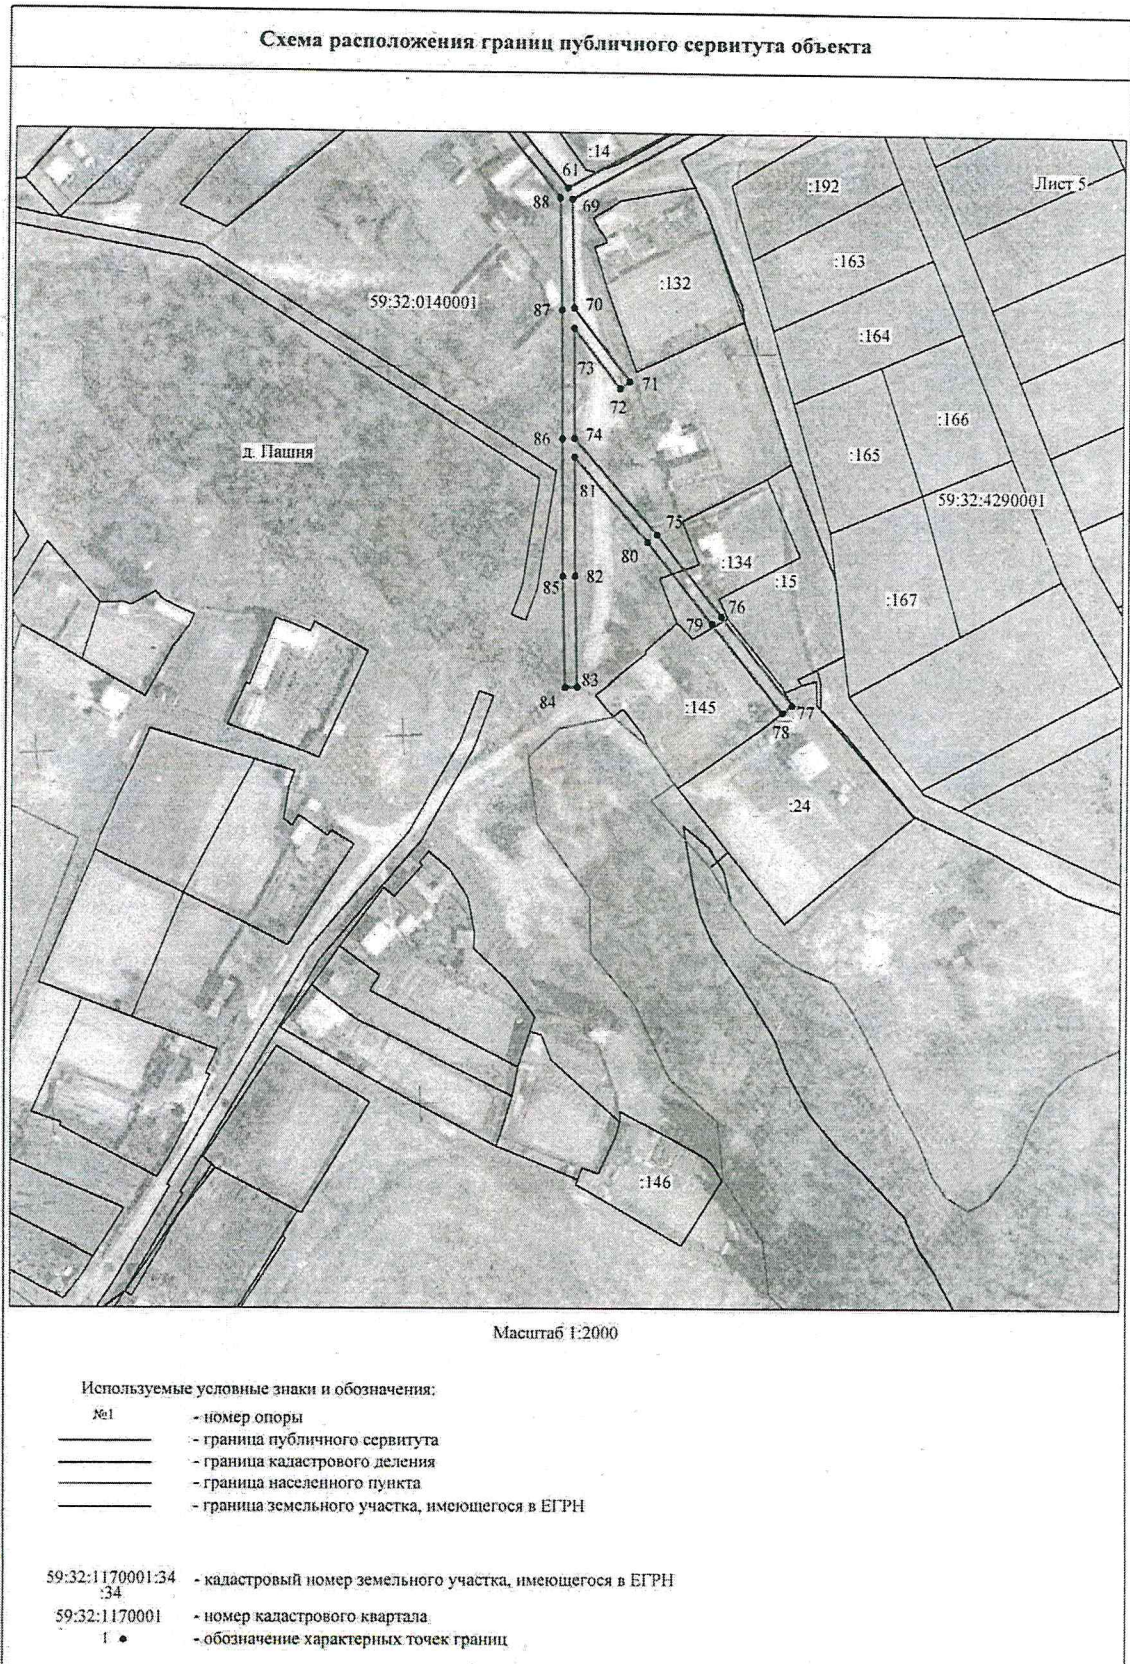 Схема расположения границ публичного сервитута объекта
:14
61
88
69
:192
Лист 5
:163
:132
59:32:0140001
87
70
:164
73
71
72
:166
86
74
д. Пашня
:165
81
59:32:4290001
75
80
:134
85
82
:15
:167
76
79
84
83
:145
77
78
:24
:146
Масштаб 1:2000
Используемые условные знаки и обозначения:
№1 - номер опоры
- граница публичного сервитута
- граница кадастрового деления
- граница населенного пункта
- граница земельного участка, имеющегося в ЕГРН
59:32:1170001:34 - кадастровый номер земельного участка, имеющегося в ЕГРН
:34
59:32:1170001 - номер кадастрового квартала
1 - обозначение характерных точек границ